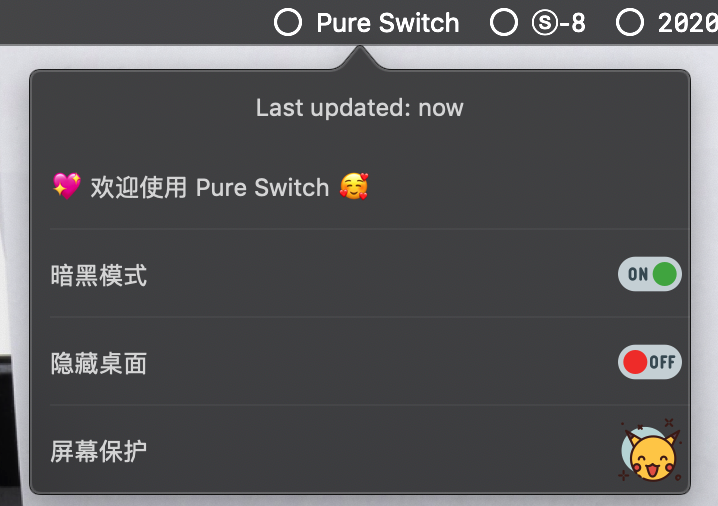 Pure Switch ⓢ-8 2020
Last updated: now
💖 欢迎使用 Pure Switch 🥰
暗黑模式 ON
隐藏桌面 OFF
屏幕保护